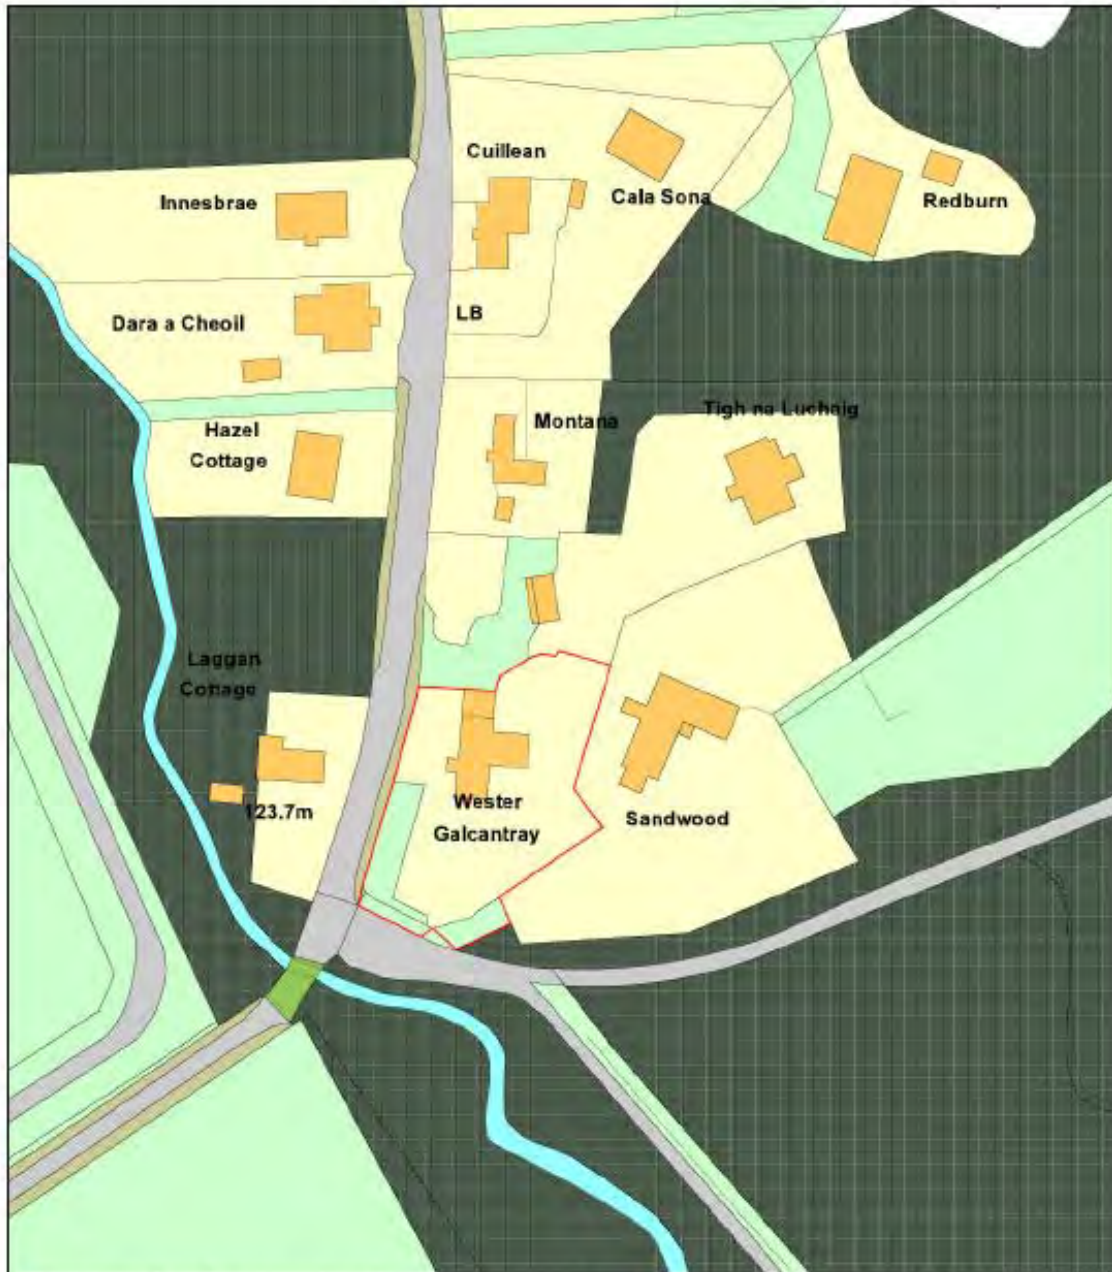 Cuillean
Innesbrae
Cala Sona
Redburn
LB
Dara a Cheoil
Tigh na Luchaig
Montana
Hazel
Cottage
Laggan
Cottage
123.7m
Wester
Galcantray
Sandwood